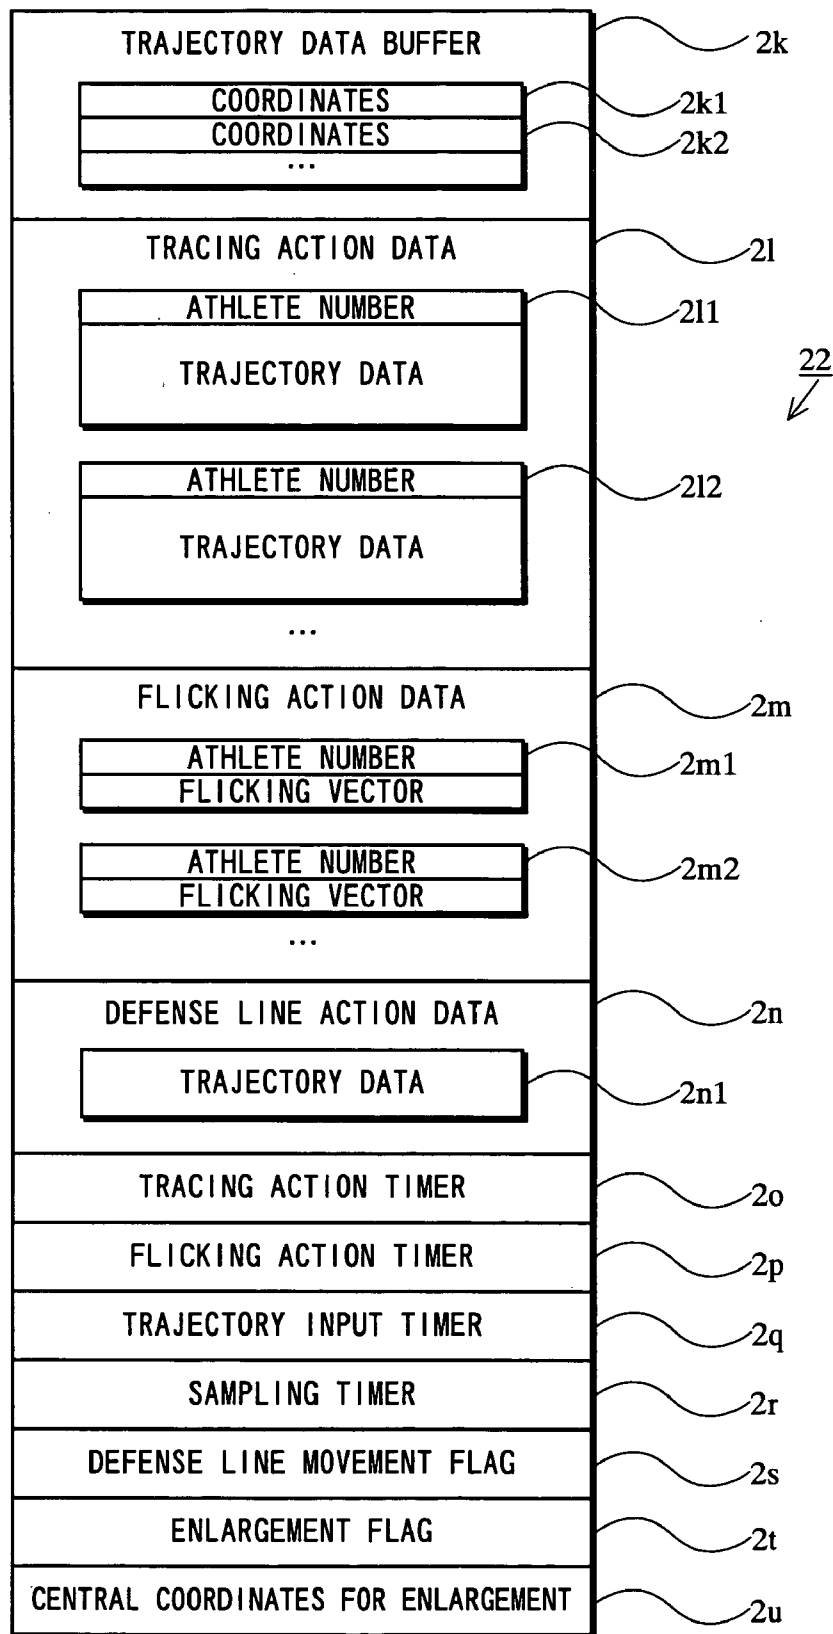 TRAJECTORY DATA BUFFER 2k
COORDINATES 2k1
COORDINATES 2k2
...
TRACING ACTION DATA 2l
ATHLETE NUMBER 2l1
TRAJECTORY DATA
22
ATHLETE NUMBER 2l2
TRAJECTORY DATA
...
FLICKING ACTION DATA 2m
ATHLETE NUMBER 2m1
FLICKING VECTOR
ATHLETE NUMBER 2m2
FLICKING VECTOR
...
DEFENSE LINE ACTION DATA 2n
TRAJECTORY DATA 2n1
TRACING ACTION TIMER 2o
FLICKING ACTION TIMER 2p
TRAJECTORY INPUT TIMER 2q
SAMPLING TIMER 2r
DEFENSE LINE MOVEMENT FLAG 2s
ENLARGEMENT FLAG 2t
CENTRAL COORDINATES FOR ENLARGEMENT 2u